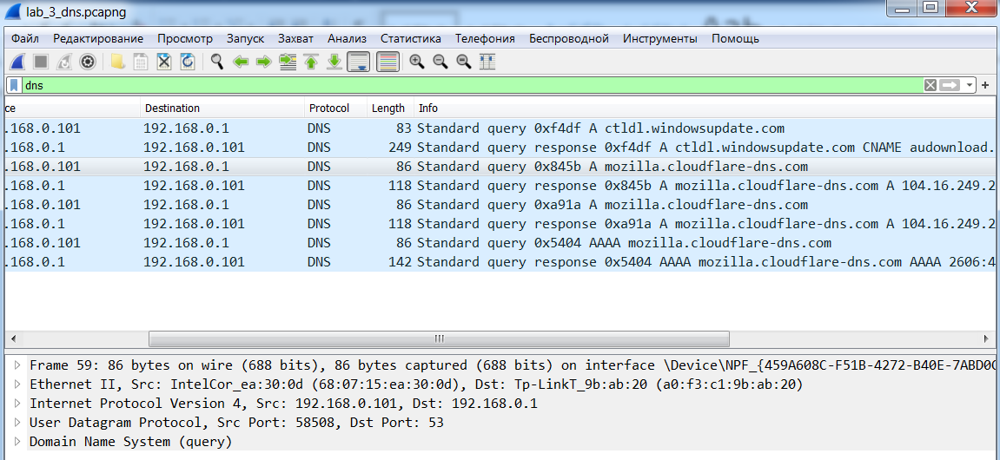 lab_3_dns.pcapng
Файл Редактирование Просмотр Запуск Захват Анализ Статистика Телефония Беспроводной Инструменты Помощь
dns
ce Destination Protocol Length Info
.168.0.101 192.168.0.1 DNS 83 Standard query 0xf4df A ctldl.windowsupdate.com
.168.0.1 192.168.0.101 DNS 249 Standard query response 0xf4df A ctldl.windowsupdate.com CNAME audownload.
.168.0.101 192.168.0.1 DNS 86 Standard query 0x845b A mozilla.cloudflare-dns.com
.168.0.1 192.168.0.101 DNS 118 Standard query response 0x845b A mozilla.cloudflare-dns.com A 104.16.249.2
.168.0.101 192.168.0.1 DNS 86 Standard query 0xa91a A mozilla.cloudflare-dns.com
.168.0.1 192.168.0.101 DNS 118 Standard query response 0xa91a A mozilla.cloudflare-dns.com A 104.16.249.2
.168.0.101 192.168.0.1 DNS 86 Standard query 0x5404 AAAA mozilla.cloudflare-dns.com
.168.0.1 192.168.0.101 DNS 142 Standard query response 0x5404 AAAA mozilla.cloudflare-dns.com AAAA 2606:4
Frame 59: 86 bytes on wire (688 bits), 86 bytes captured (688 bits) on interface \Device\NPF_{459A608C-F51B-4272-B40E-7ABD0C
Ethernet II, Src: IntelCor_ea:30:0d (68:07:15:ea:30:0d), Dst: Tp-LinkT_9b:ab:20 (a0:f3:c1:9b:ab:20)
Internet Protocol Version 4, Src: 192.168.0.101, Dst: 192.168.0.1
User Datagram Protocol, Src Port: 58508, Dst Port: 53
Domain Name System (query)